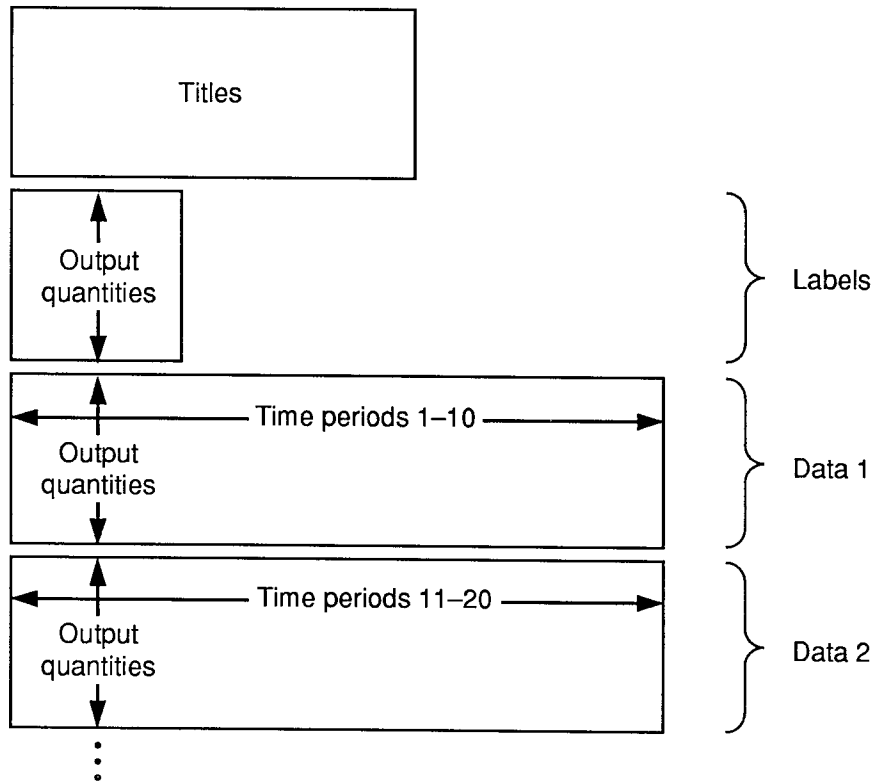 Titles
Output
quantities
Labels
Time periods 1–10
Output
quantities
Data 1
Time periods 11–20
Output
quantities
Data 2